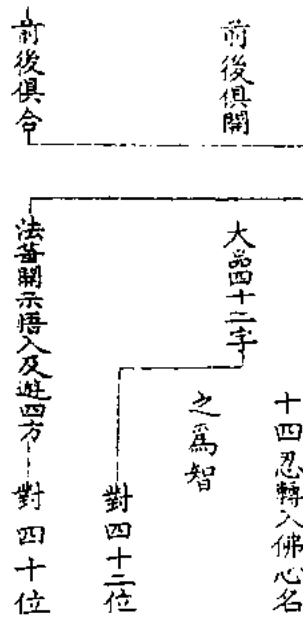 前後俱開
前後俱合
十四忍轉入佛心名
之為智
大品四十二字
對四十二位
法華開示悟入及遊四方
對四十位